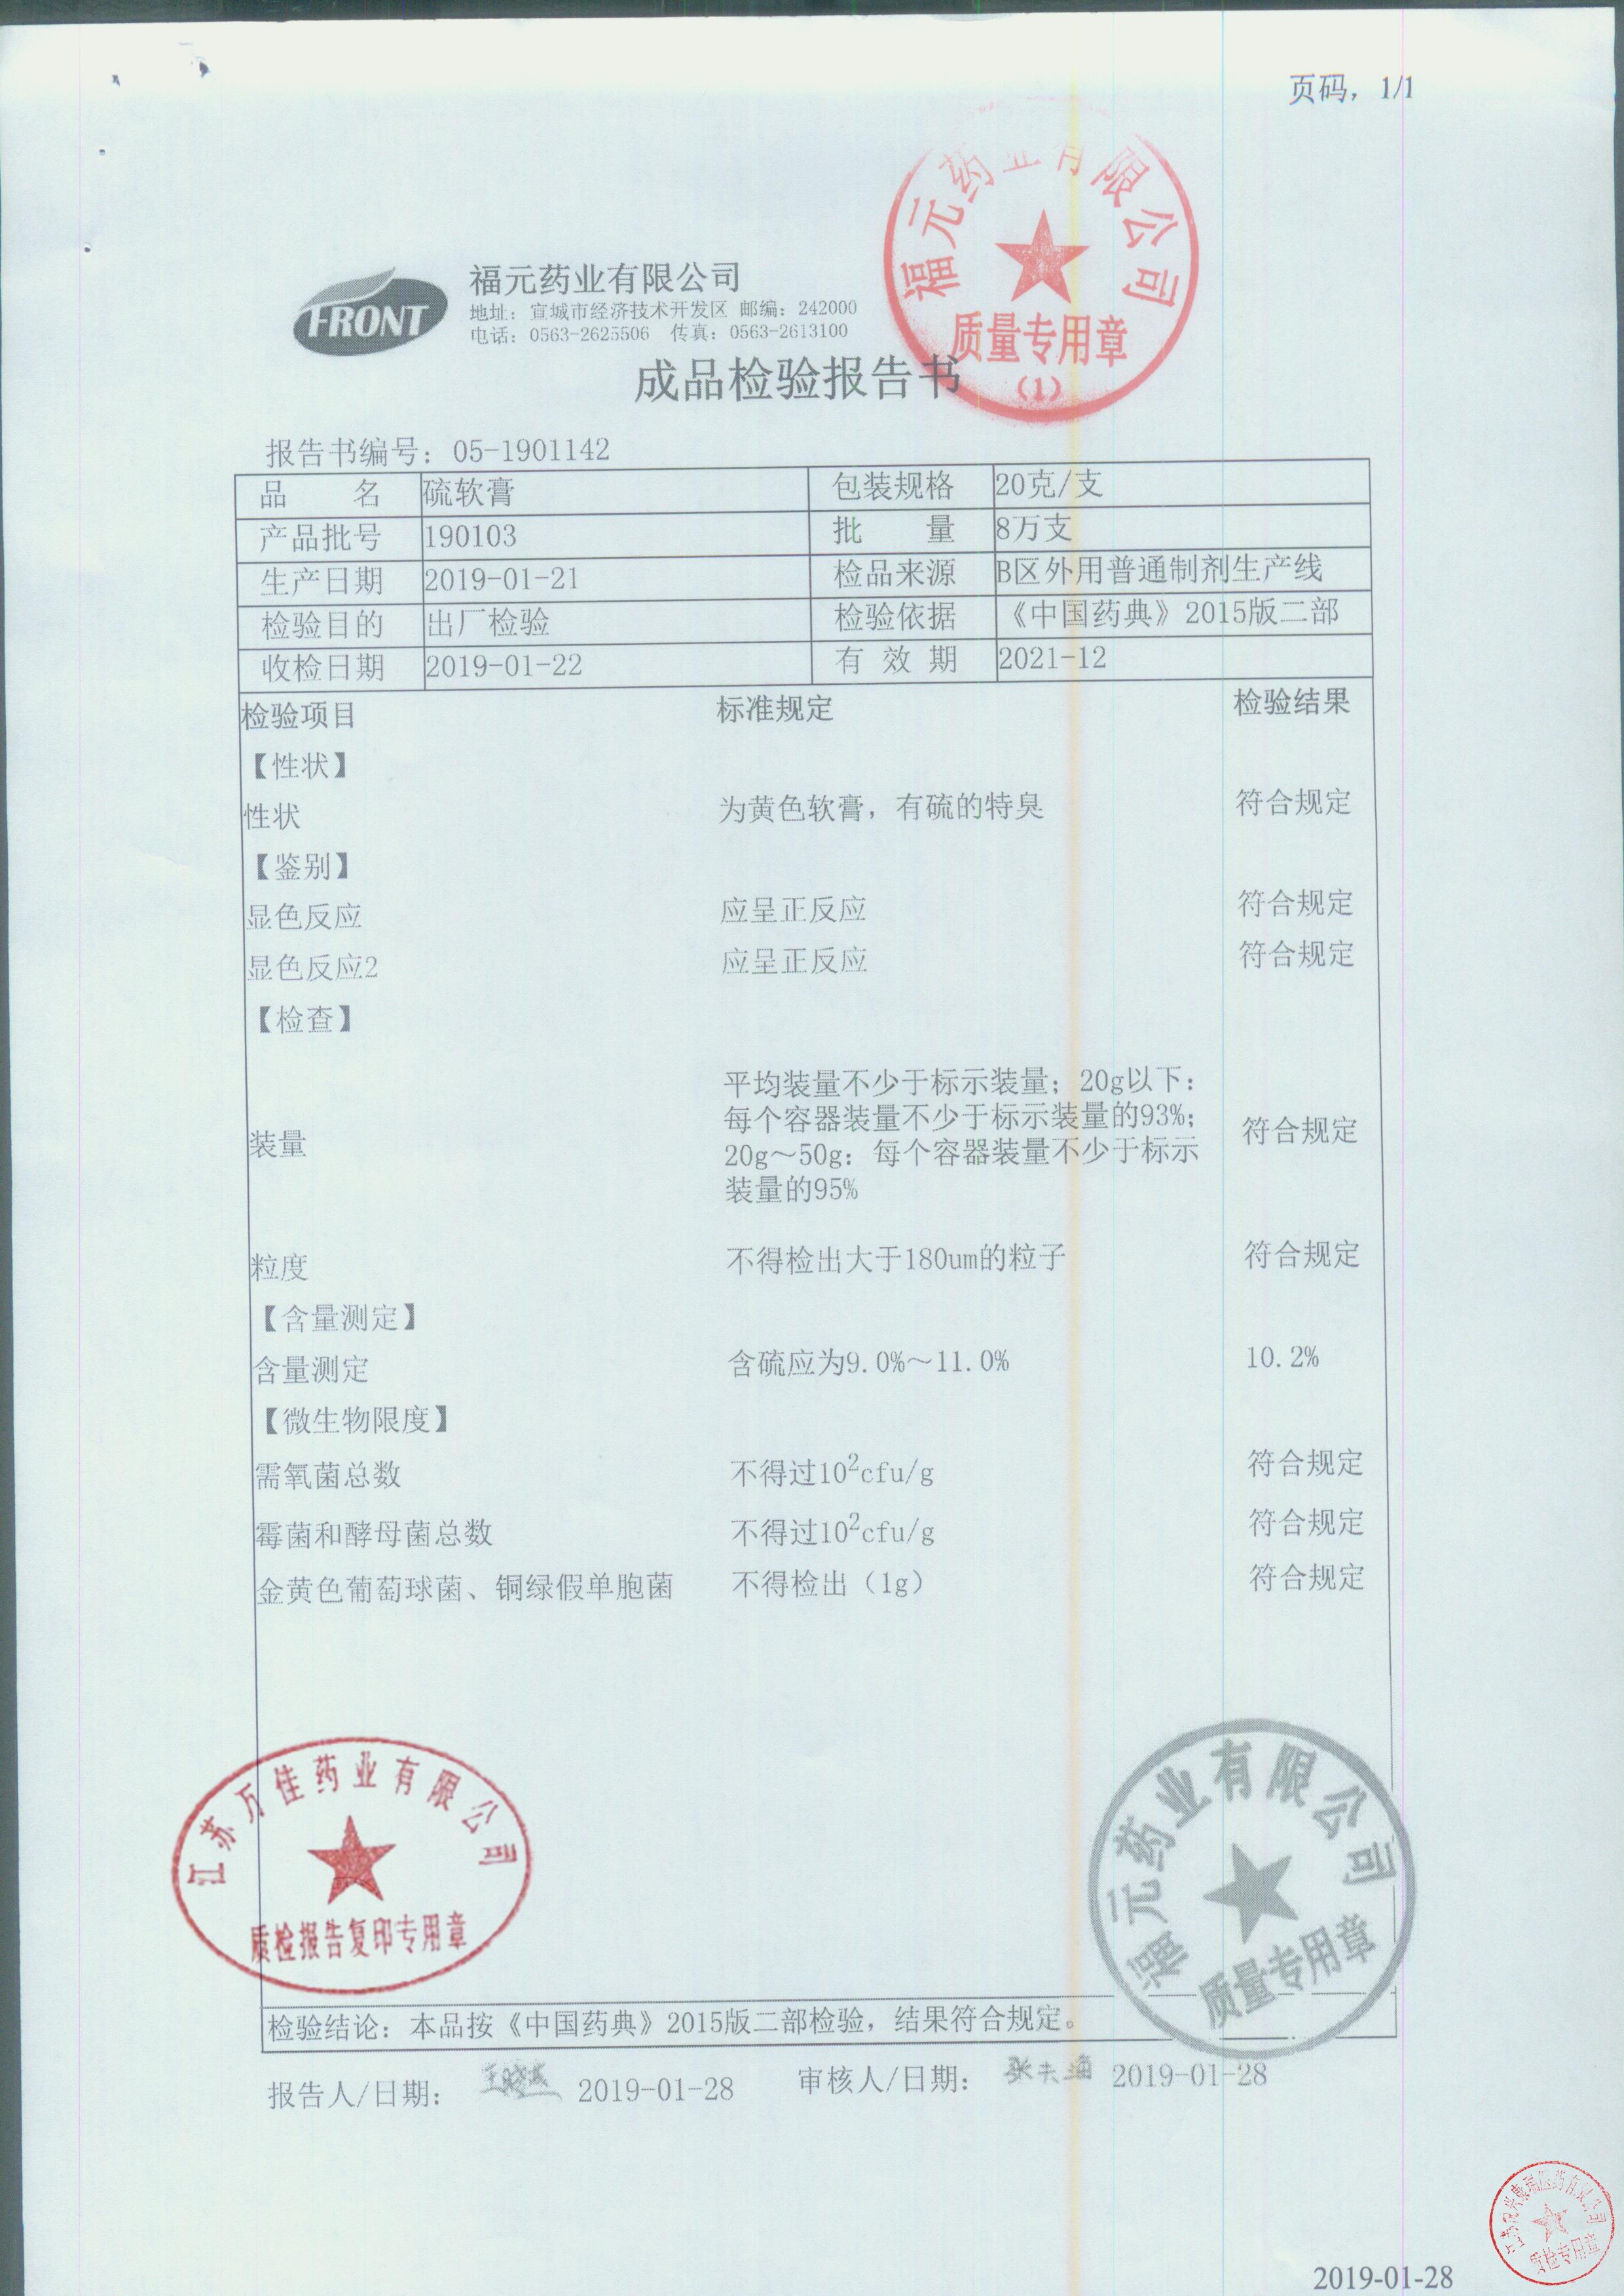 页码，1/1
福元药业有限公司
质量专用章
(1)
FRONT
福元药业有限公司
地址：宣城市经济技术开发区 邮编：242000
电话：0563-2625506 传真：0563-2613100
成品检验报告书
报告书编号：05-1901142
品名 硫软膏 包装规格 20克/支
产品批号 190103 批量 8万支
生产日期 2019-01-21 检品来源 B区外用普通制剂生产线
检验目的 出厂检验 检验依据 《中国药典》2015版二部
收检日期 2019-01-22 有效期 2021-12
检验项目 标准规定 检验结果
【性状】
性状 为黄色软膏，有硫的特臭 符合规定
【鉴别】
显色反应 应呈正反应 符合规定
显色反应2 应呈正反应 符合规定
【检查】
平均装量不少于标示装量；20g以下：
每个容器装量不少于标示装量的93%；
装量 20g～50g：每个容器装量不少于标示 符合规定
装量的95%
粒度 不得检出大于180um的粒子 符合规定
【含量测定】
含量测定 含硫应为9.0%～11.0% 10.2%
【微生物限度】
需氧菌总数 不得过10²cfu/g 符合规定
霉菌和酵母菌总数 不得过10²cfu/g 符合规定
金黄色葡萄球菌、铜绿假单胞菌 不得检出（1g） 符合规定
江苏万佳药业有限公司
质检报告复印专用章
福元药业有限公司
质量专用章
检验结论：本品按《中国药典》2015版二部检验，结果符合规定。
报告人/日期： 2019-01-28 审核人/日期： 2019-01-28
2019-01-28